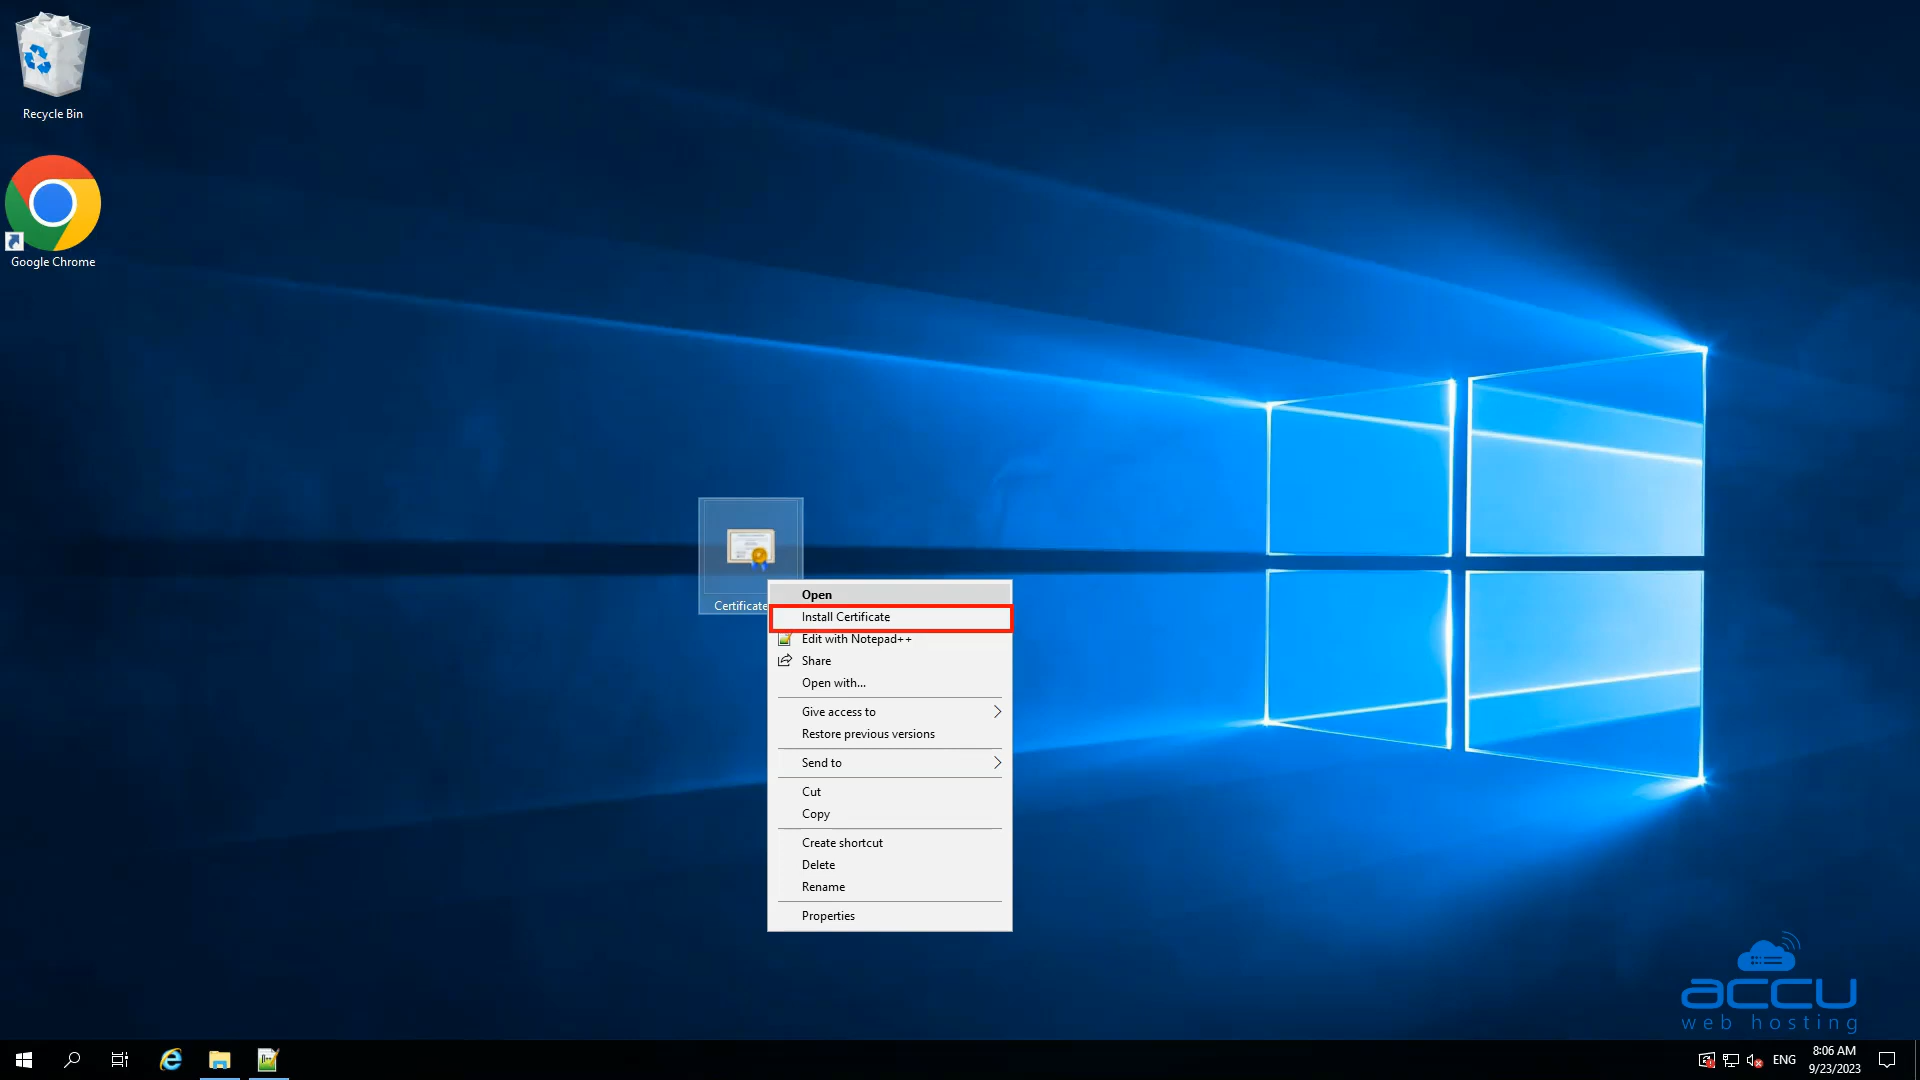 Recycle Bin
Google Chrome
Certificate
Open
Install Certificate
Edit with Notepad++
Share
Open with...
Give access to
Restore previous versions
Send to
Cut
Copy
Create shortcut
Delete
Rename
Properties
accu
web hosting
ENG
8:06 AM
9/23/2023